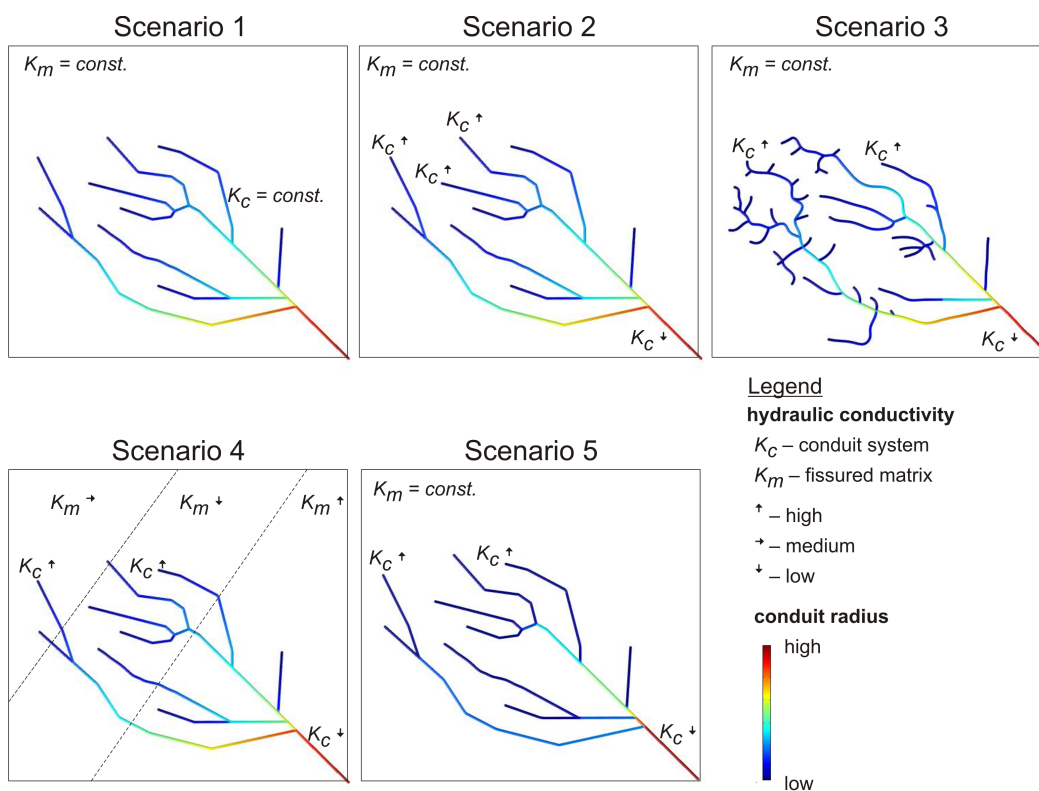 Scenario 1
Scenario 2
Scenario 3
Km = const.
Km = const.
Km = const.
Kc ↑
Kc ↑
Kc ↑
Kc ↑
Kc ↑
Kc = const.
Kc ↓
Kc ↓
Legend
hydraulic conductivity
Kc – conduit system
Km – fissured matrix
↑ – high
→ – medium
↓ – low
conduit radius
high
low
Scenario 4
Scenario 5
Km →
Km ↓
Km ↑
Km = const.
Kc ↑
Kc ↑
Kc ↑
Kc ↑
Kc ↓
Kc ↓